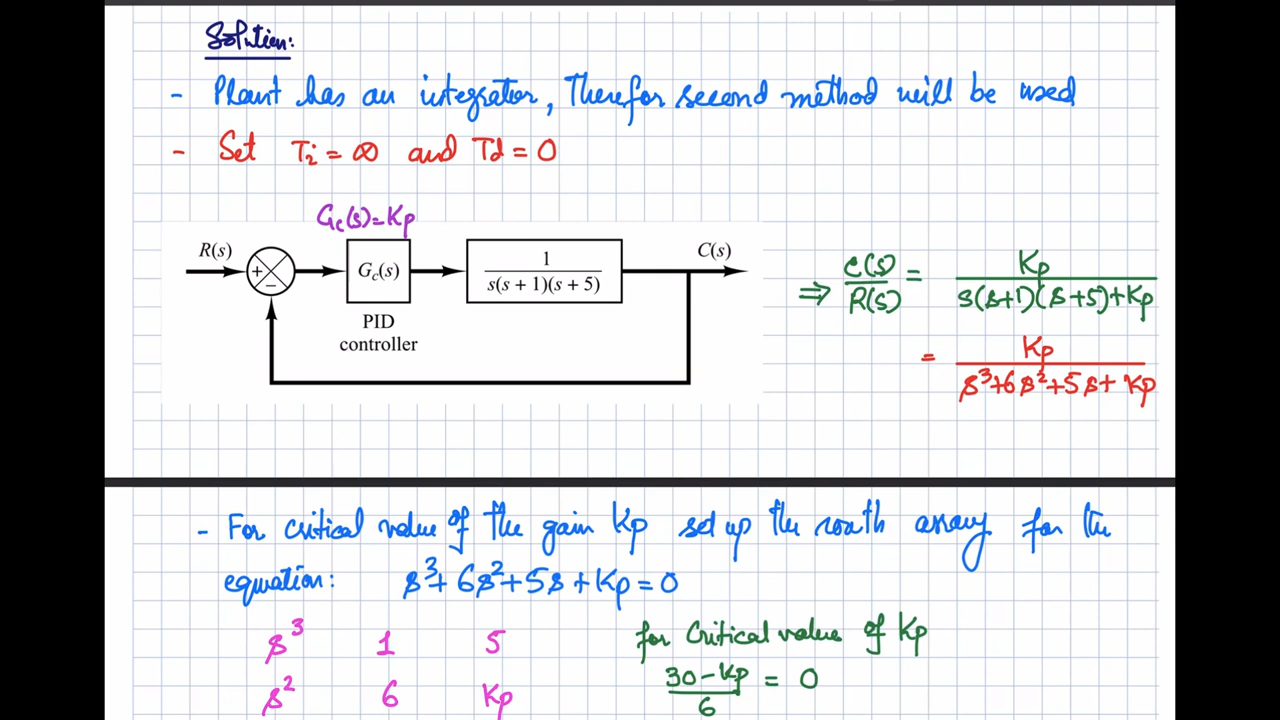 Solution:
- Plant has an integrator, Therefor second method will be used
- Set Ti = ∞ and Td = 0
Gc(s)=Kp
R(s)
+
−
Gc(s)
1
s(s + 1)(s + 5)
C(s)
PID
controller
⇒ C(s)/R(s) = Kp / s(s+1)(s+5)+Kp
= Kp / s³+6s²+5s+Kp
- For critical value of the gain Kp set up the routh array for the
equation: s³+6s²+5s+Kp=0
s³ 1 5
s² 6 Kp
for critical value of Kp
30-Kp / 6 = 0